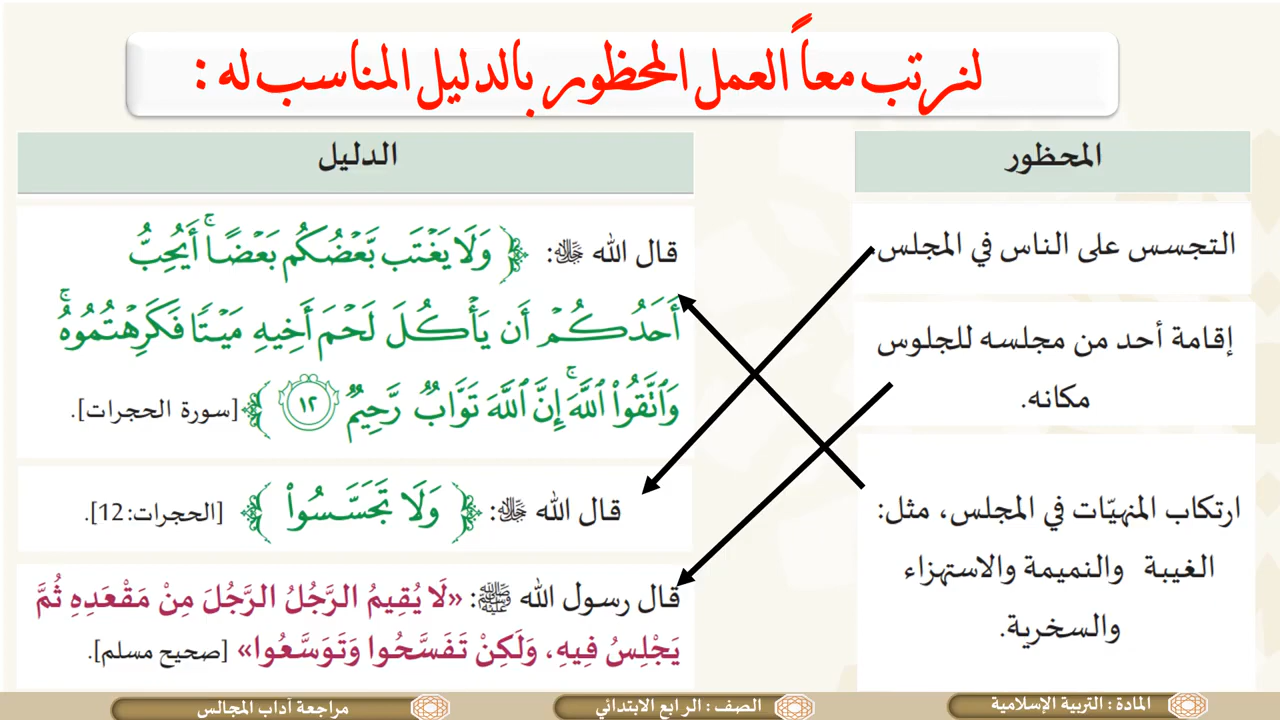 لنرتب معاً العمل المحظور بالدليل المناسب له :
المحظور
التجسس على الناس في المجلس.
إقامة أحد من مجلسه للجلوس
مكانه.
ارتكاب المنهيّات في المجلس، مثل:
الغيبة والنميمة والاستهزاء
والسخرية.
الدليل
قال الله ﷻ: ﴿ وَلَا يَغْتَب بَّعْضُكُم بَعْضًا ۚ أَيُحِبُّ
أَحَدُكُمْ أَن يَأْكُلَ لَحْمَ أَخِيهِ مَيْتًا فَكَرِهْتُمُوهُ ۚ
وَٱتَّقُوا۟ ٱللَّهَ ۚ إِنَّ ٱللَّهَ تَوَّابٌ رَّحِيمٌ ١٢ ﴾ [سورة الحجرات].
قال الله ﷻ: ﴿ وَلَا تَجَسَّسُوا۟ ﴾ [الحجرات: 12].
قال رسول الله ﷺ: «لَا يُقِيمُ الرَّجُلُ الرَّجُلَ مِنْ مَقْعَدِهِ ثُمَّ
يَجْلِسُ فِيهِ، وَلَكِنْ تَفَسَّحُوا وَتَوَسَّعُوا» [صحيح مسلم].
المادة : التربية الإسلامية
الصف : الرابع الابتدائي
مراجعة آداب المجالس